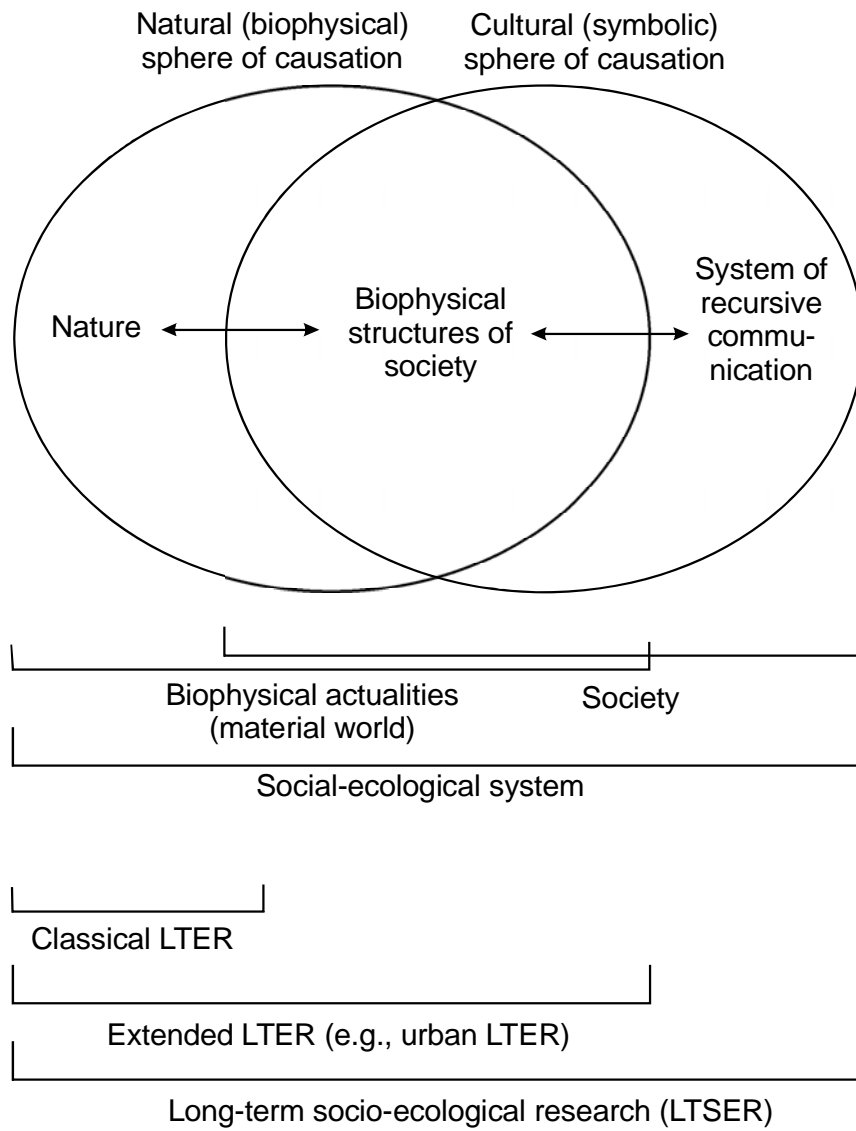 Natural (biophysical)
sphere of causation
Cultural (symbolic)
sphere of causation
Nature
Biophysical
structures of
society
System of
recursive
commu-
nication
Biophysical actualities
(material world)
Society
Social-ecological system
Classical LTER
Extended LTER (e.g., urban LTER)
Long-term socio-ecological research (LTSER)